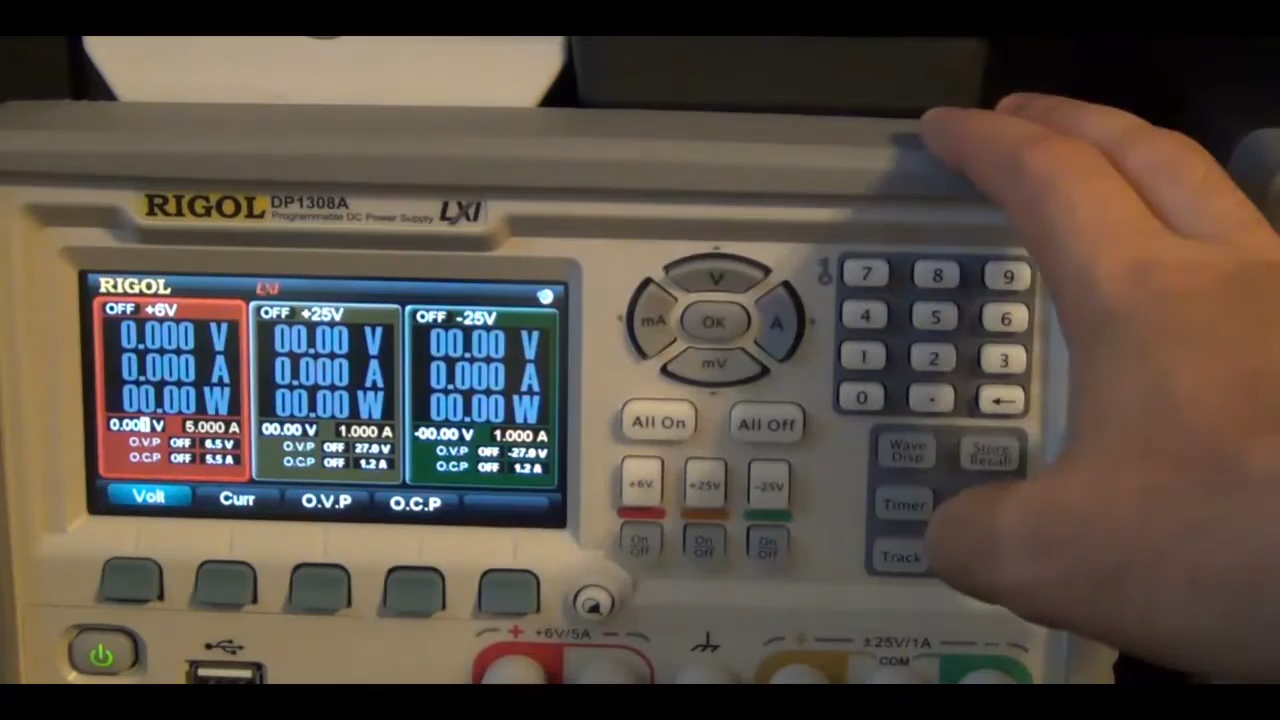 RIGOL DP1308A
Programmable DC Power Supply LXI
RIGOL LXI
OFF +6V
0.000 V
0.000 A
00.00 W
0.001 V 5.000 A
O.V.P OFF 6.5 V
O.C.P OFF 5.5 A
OFF +25V
00.00 V
0.000 A
00.00 W
00.00 V 1.000 A
O.V.P OFF 27.0 V
O.C.P OFF 1.2 A
OFF -25V
00.00 V
0.000 A
00.00 W
-00.00 V 1.000 A
O.V.P OFF -27.0 V
O.C.P OFF 1.2 A
Volt Curr O.V.P O.C.P
V
mA OK A
mV
7 8 9
4 5 6
1 2 3
0 . ←
All On All Off
+6V +25V -25V
On Off On Off On Off
Wave Disp Store Recall
Timer
Track
+ +6V/5A −
+ ±25V/1A −
COM